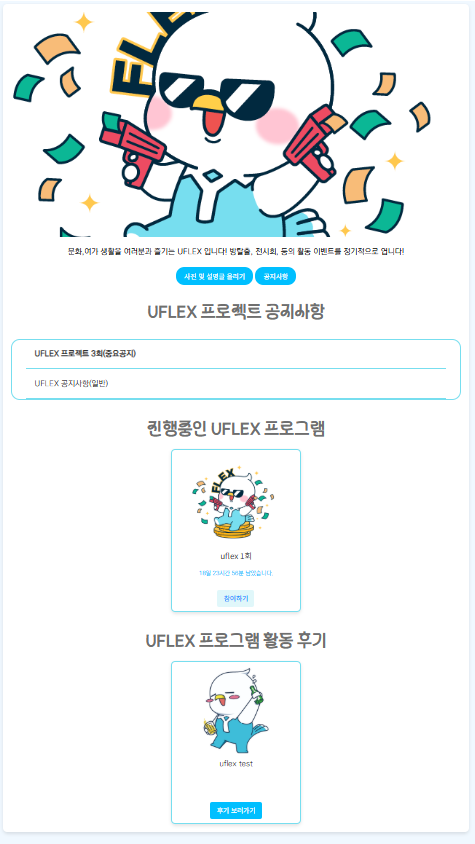 FLEX
문화,여가 생활을 여러분과 즐기는 UFLEX 입니다! 방탈출, 전시회, 등의 활동 이벤트를 정기적으로 엽니다!
사진 및 설명글 올리기 공지사항
UFLEX 프로젝트 공지사항
UFLEX 프로젝트 3회(중요공지)
UFLEX 공지사항(일반)
진행중인 UFLEX 프로그램
FLEX
uflex 1회
23시간 56분 남았습니다.
참여하기
UFLEX 프로그램 활동 후기
uflex test
후기 보러가기